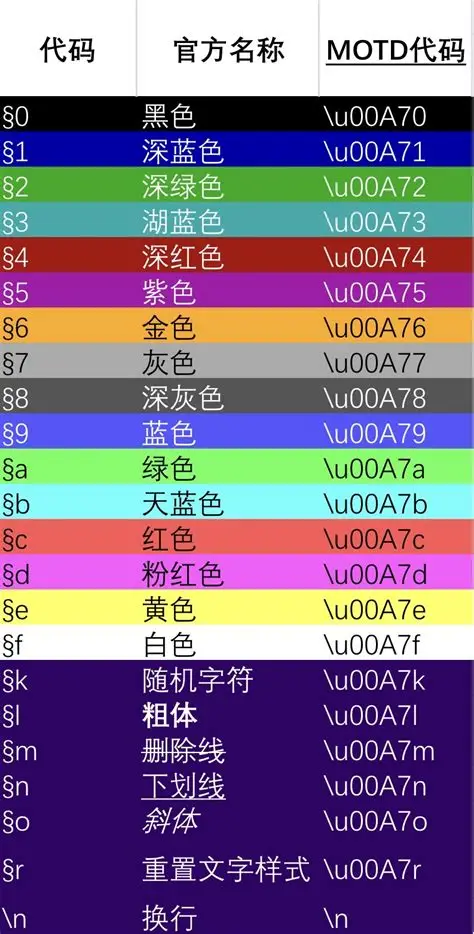 代码 官方名称 MOTD代码
§0 黑色 \u00A70
§1 深蓝色 \u00A71
§2 深绿色 \u00A72
§3 湖蓝色 \u00A73
§4 深红色 \u00A74
§5 紫色 \u00A75
§6 金色 \u00A76
§7 灰色 \u00A77
§8 深灰色 \u00A78
§9 蓝色 \u00A79
§a 绿色 \u00A7a
§b 天蓝色 \u00A7b
§c 红色 \u00A7c
§d 粉红色 \u00A7d
§e 黄色 \u00A7e
§f 白色 \u00A7f
§k 随机字符 \u00A7k
§l 粗体 \u00A7l
§m 删除线 \u00A7m
§n 下划线 \u00A7n
§o 斜体 \u00A7o
§r 重置文字样式 \u00A7r
\n 换行 \n